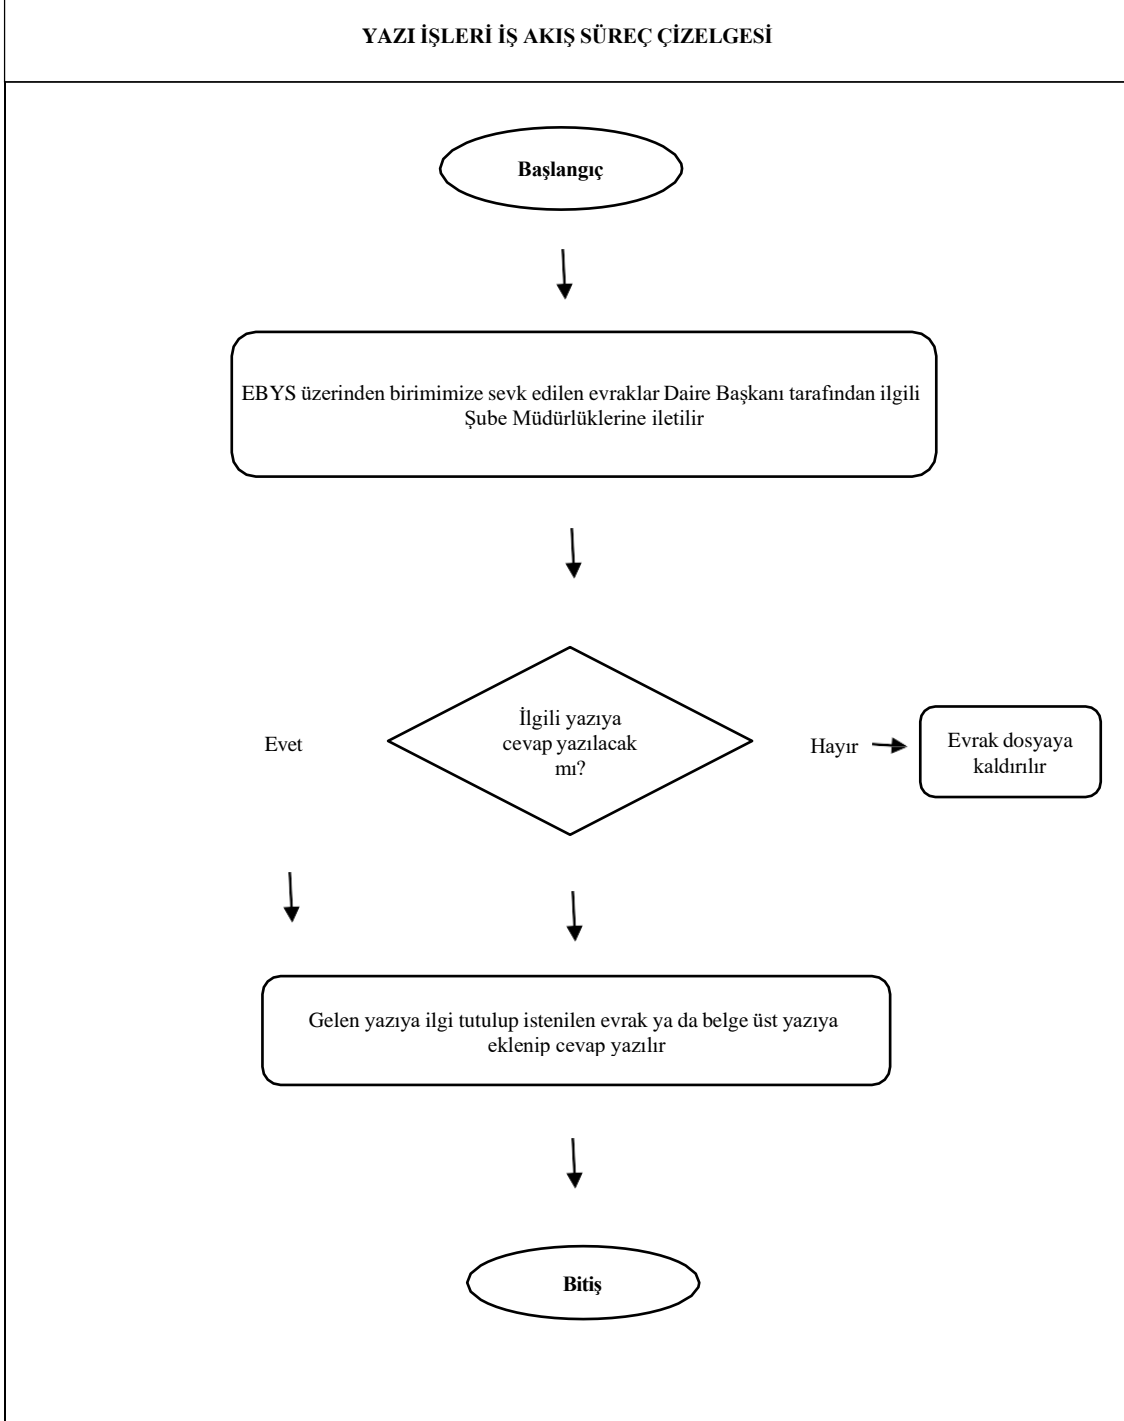 YAZI İŞLERİ İŞ AKIŞ SÜREÇ ÇİZELGESİ
Başlangıç
EBYS üzerinden birimimize sevk edilen evraklar Daire Başkanı tarafından ilgili
Şube Müdürlüklerine iletilir
İlgili yazıya
cevap yazılacak
mı?
Evet
Hayır
Evrak dosyaya
kaldırılır
Gelen yazıya ilgi tutulup istenilen evrak ya da belge üst yazıya
eklenip cevap yazılır
Bitiş